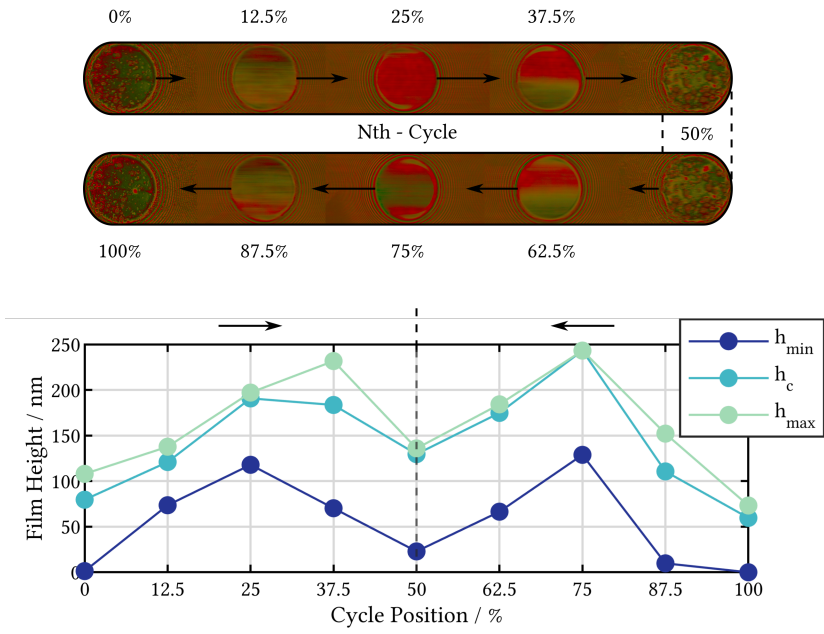 0% 12.5% 25% 37.5%
Nth - Cycle 50%
100% 87.5% 75% 62.5%
h_min
h_c
h_max
250
200
150
100
50
0
Film Height / nm
0 12.5 25 37.5 50 62.5 75 87.5 100
Cycle Position / %